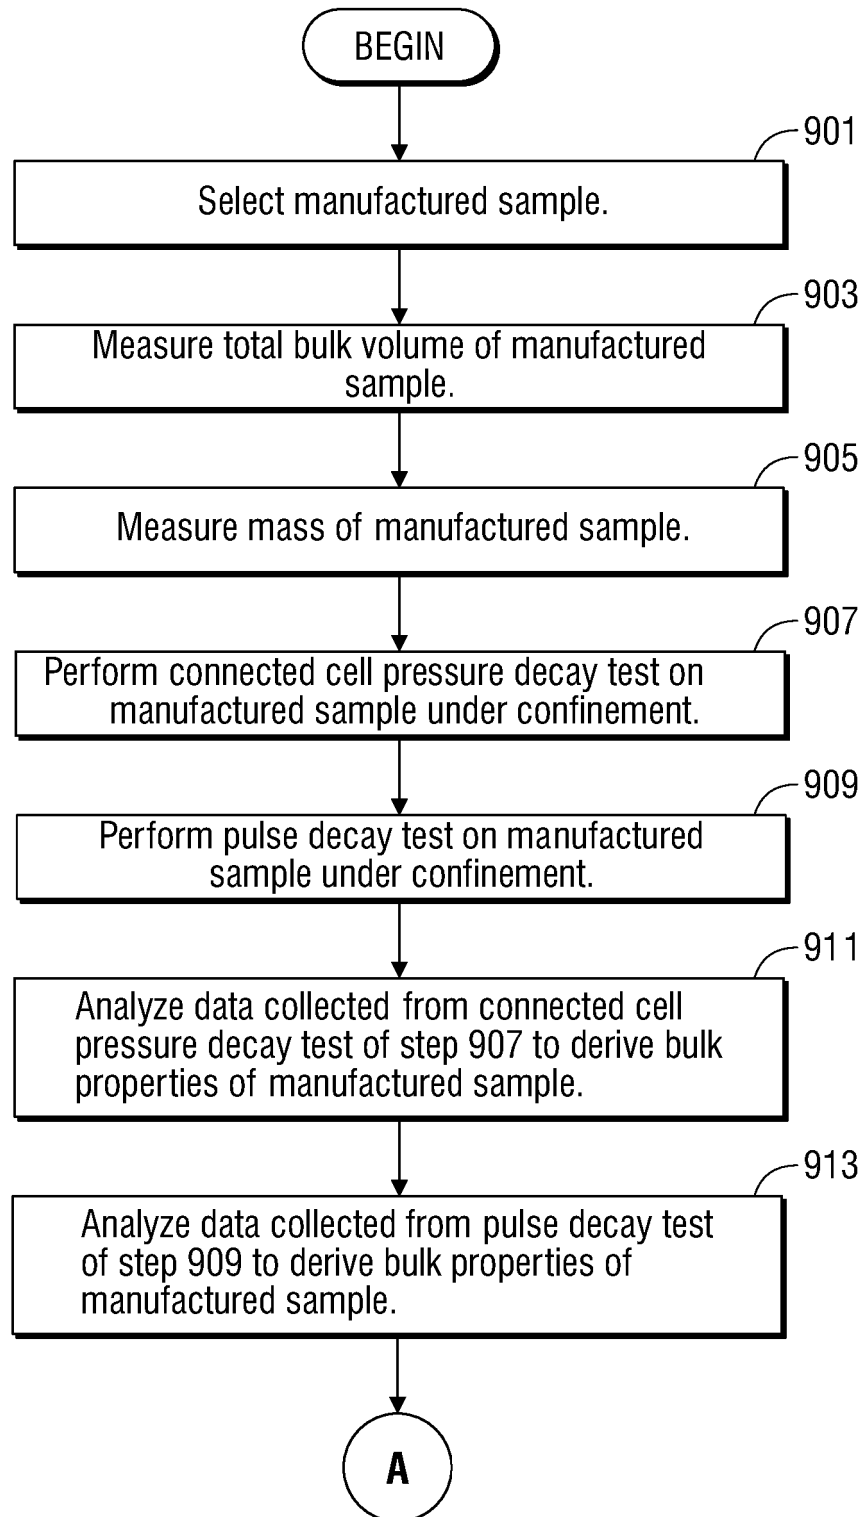 BEGIN
901
Select manufactured sample.
903
Measure total bulk volume of manufactured
sample.
905
Measure mass of manufactured sample.
907
Perform connected cell pressure decay test on
manufactured sample under confinement.
909
Perform pulse decay test on manufactured
sample under confinement.
911
Analyze data collected from connected cell
pressure decay test of step 907 to derive bulk
properties of manufactured sample.
913
Analyze data collected from pulse decay test
of step 909 to derive bulk properties of
manufactured sample.
A